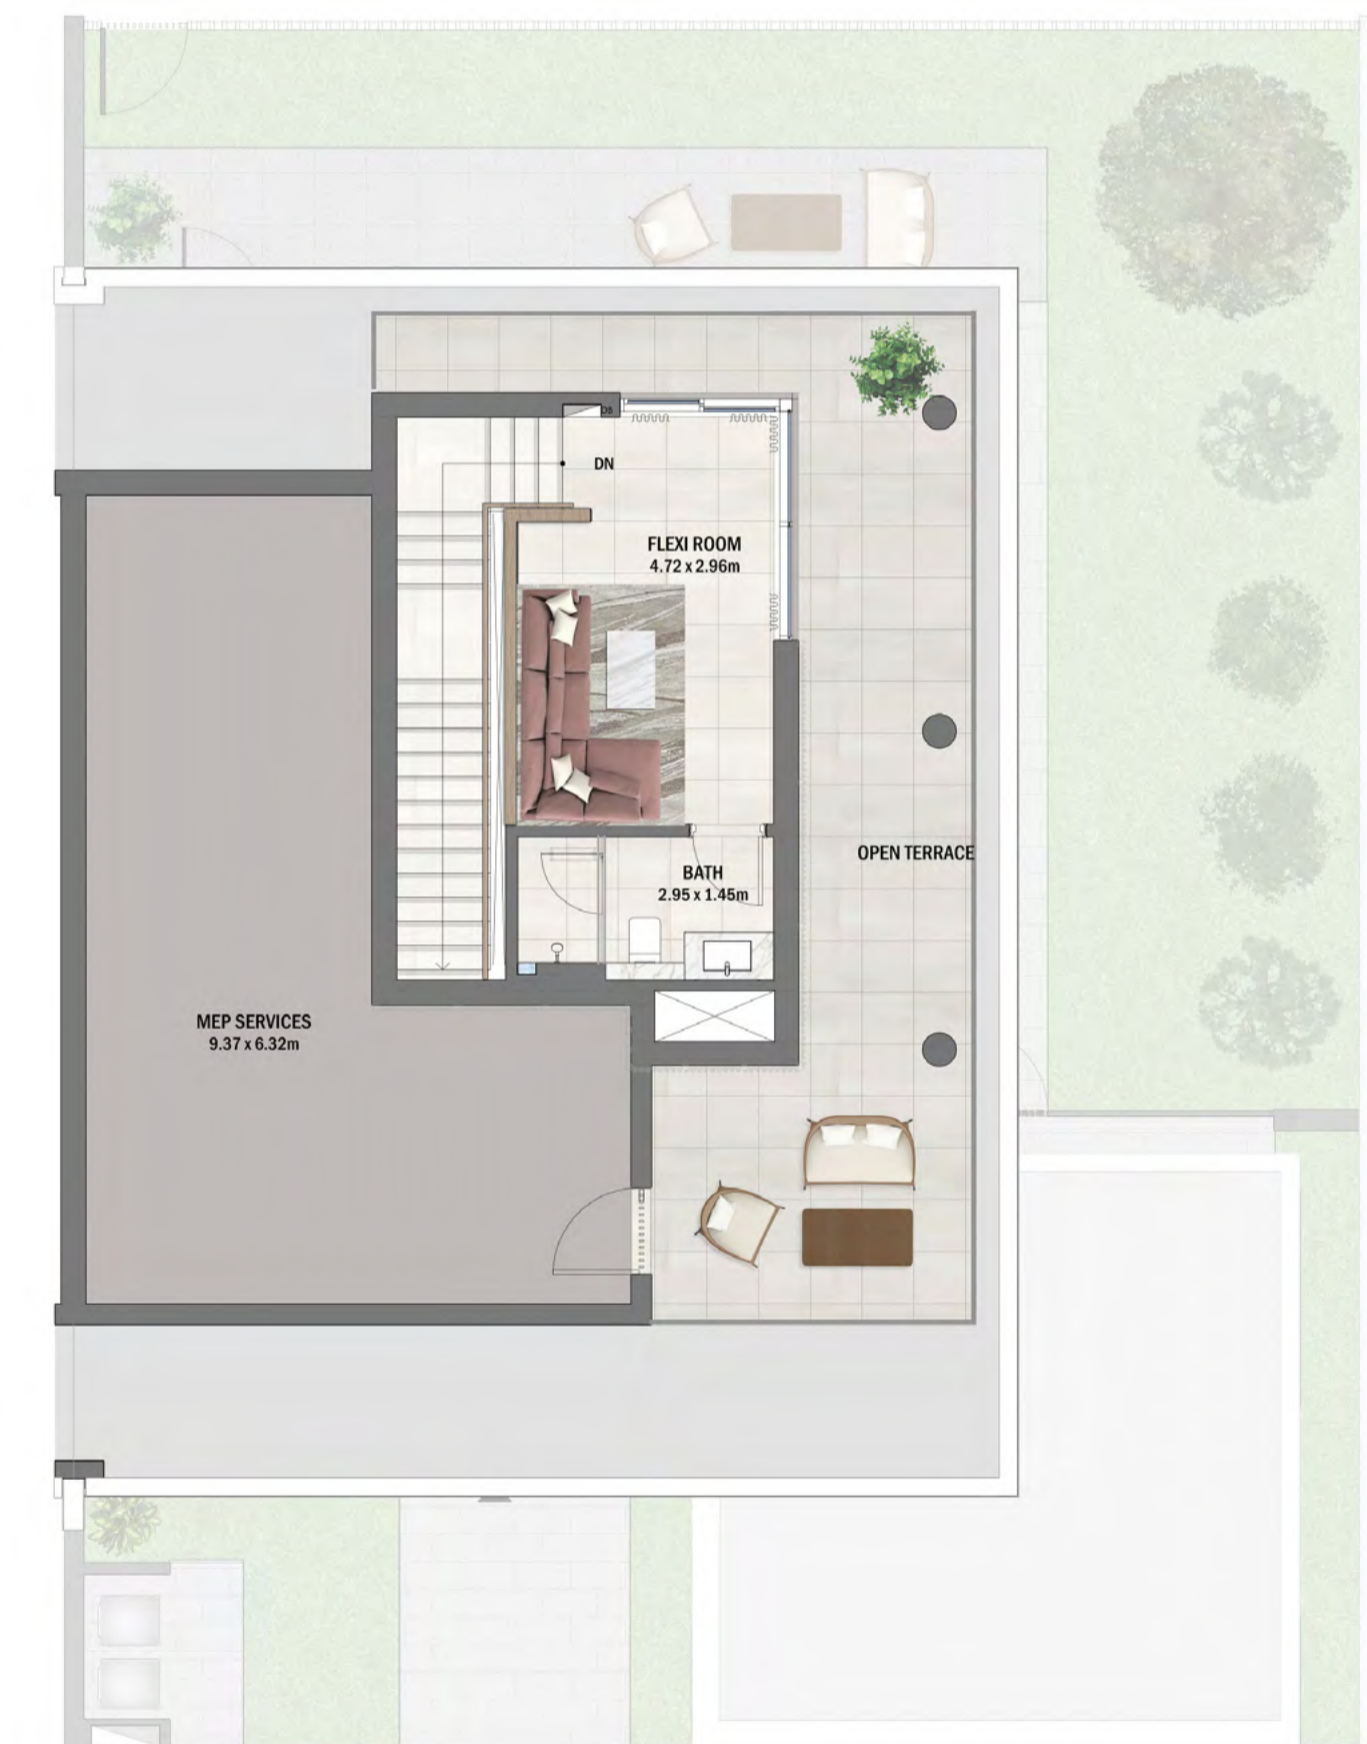 DB
DN
FLEXI ROOM
4.72 x 2.96m
BATH
2.95 x 1.45m
OPEN TERRACE
MEP SERVICES
9.37 x 6.32m